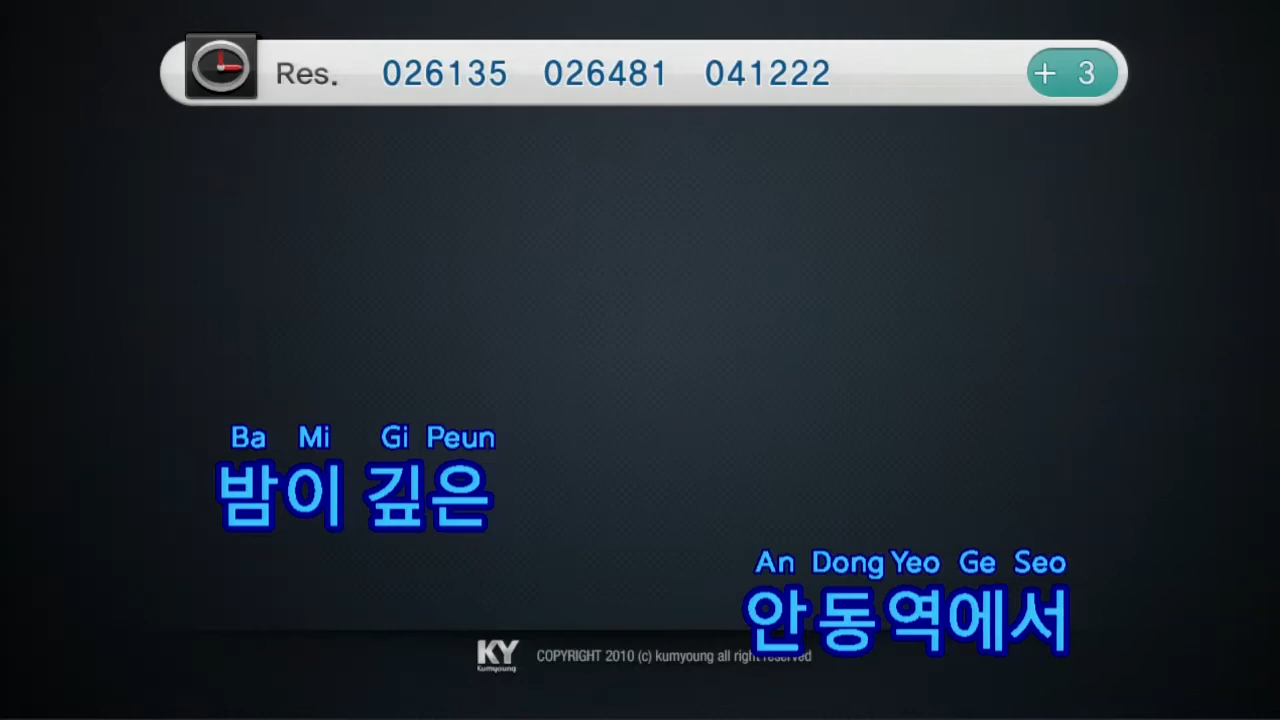 Res. 026135 026481 041222 + 3
Ba Mi Gi Peun
밤이 깊은
An Dong Yeo Ge Seo
안동역에서
KY Kumyoung COPYRIGHT 2010 (c) kumyoung all right reserved